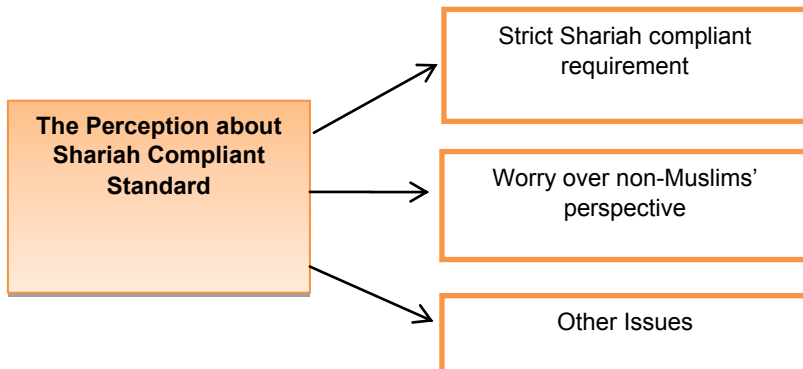 The Perception about
Shariah Compliant
Standard
Strict Shariah compliant
requirement
Worry over non-Muslims’
perspective
Other Issues